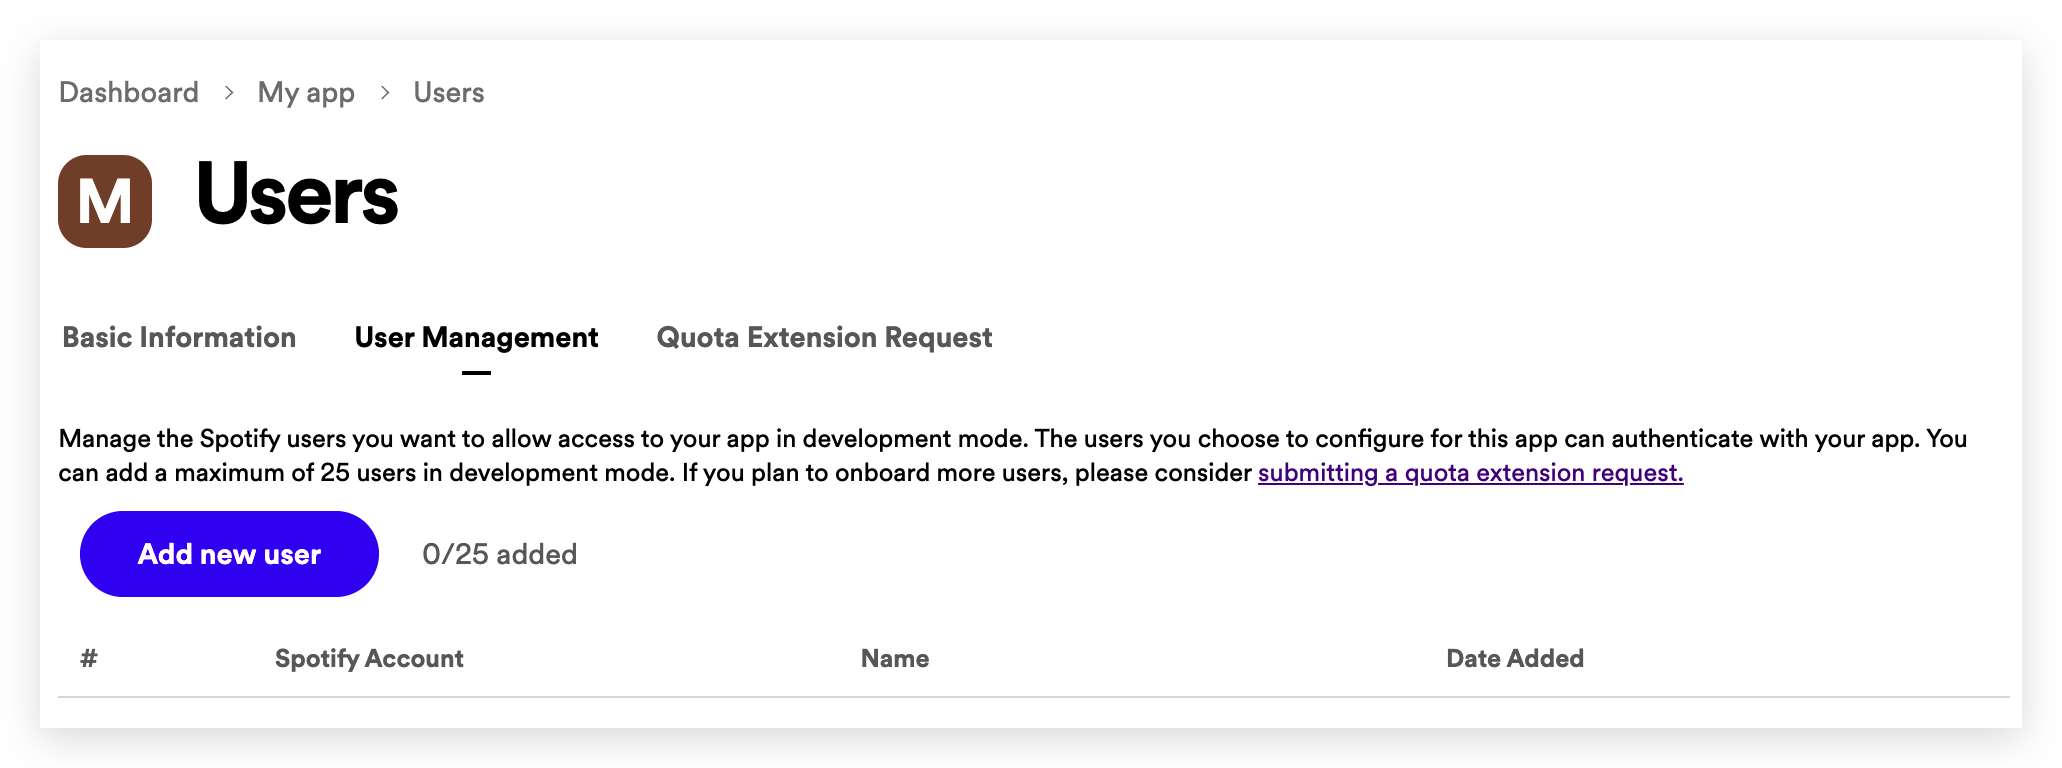 Dashboard > My app > Users
M Users
Basic Information User Management Quota Extension Request
Manage the Spotify users you want to allow access to your app in development mode. The users you choose to configure for this app can authenticate with your app. You
can add a maximum of 25 users in development mode. If you plan to onboard more users, please consider submitting a quota extension request.
Add new user 0/25 added
# Spotify Account Name Date Added